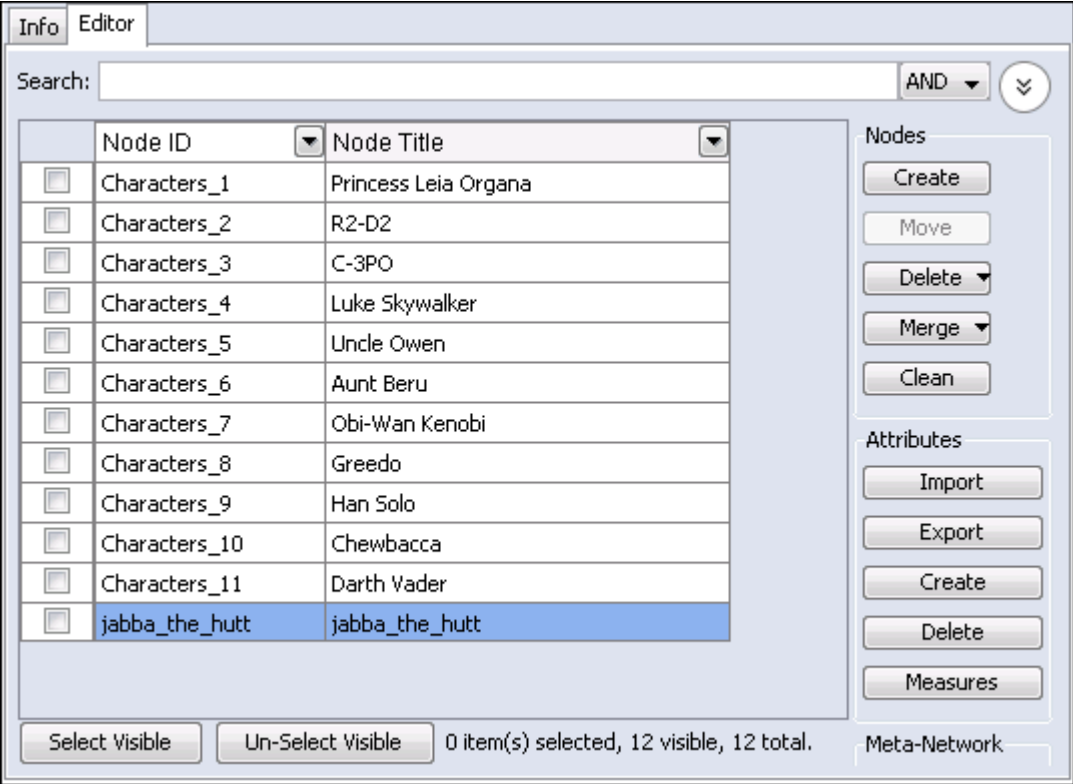 Info Editor
Search: AND
Node ID Node Title
Characters_1 Princess Leia Organa
Characters_2 R2-D2
Characters_3 C-3PO
Characters_4 Luke Skywalker
Characters_5 Uncle Owen
Characters_6 Aunt Beru
Characters_7 Obi-Wan Kenobi
Characters_8 Greedo
Characters_9 Han Solo
Characters_10 Chewbacca
Characters_11 Darth Vader
jabba_the_hutt jabba_the_hutt
Select Visible Un-Select Visible 0 item(s) selected, 12 visible, 12 total.
Nodes
Create
Move
Delete
Merge
Clean
Attributes
Import
Export
Create
Delete
Measures
Meta-Network